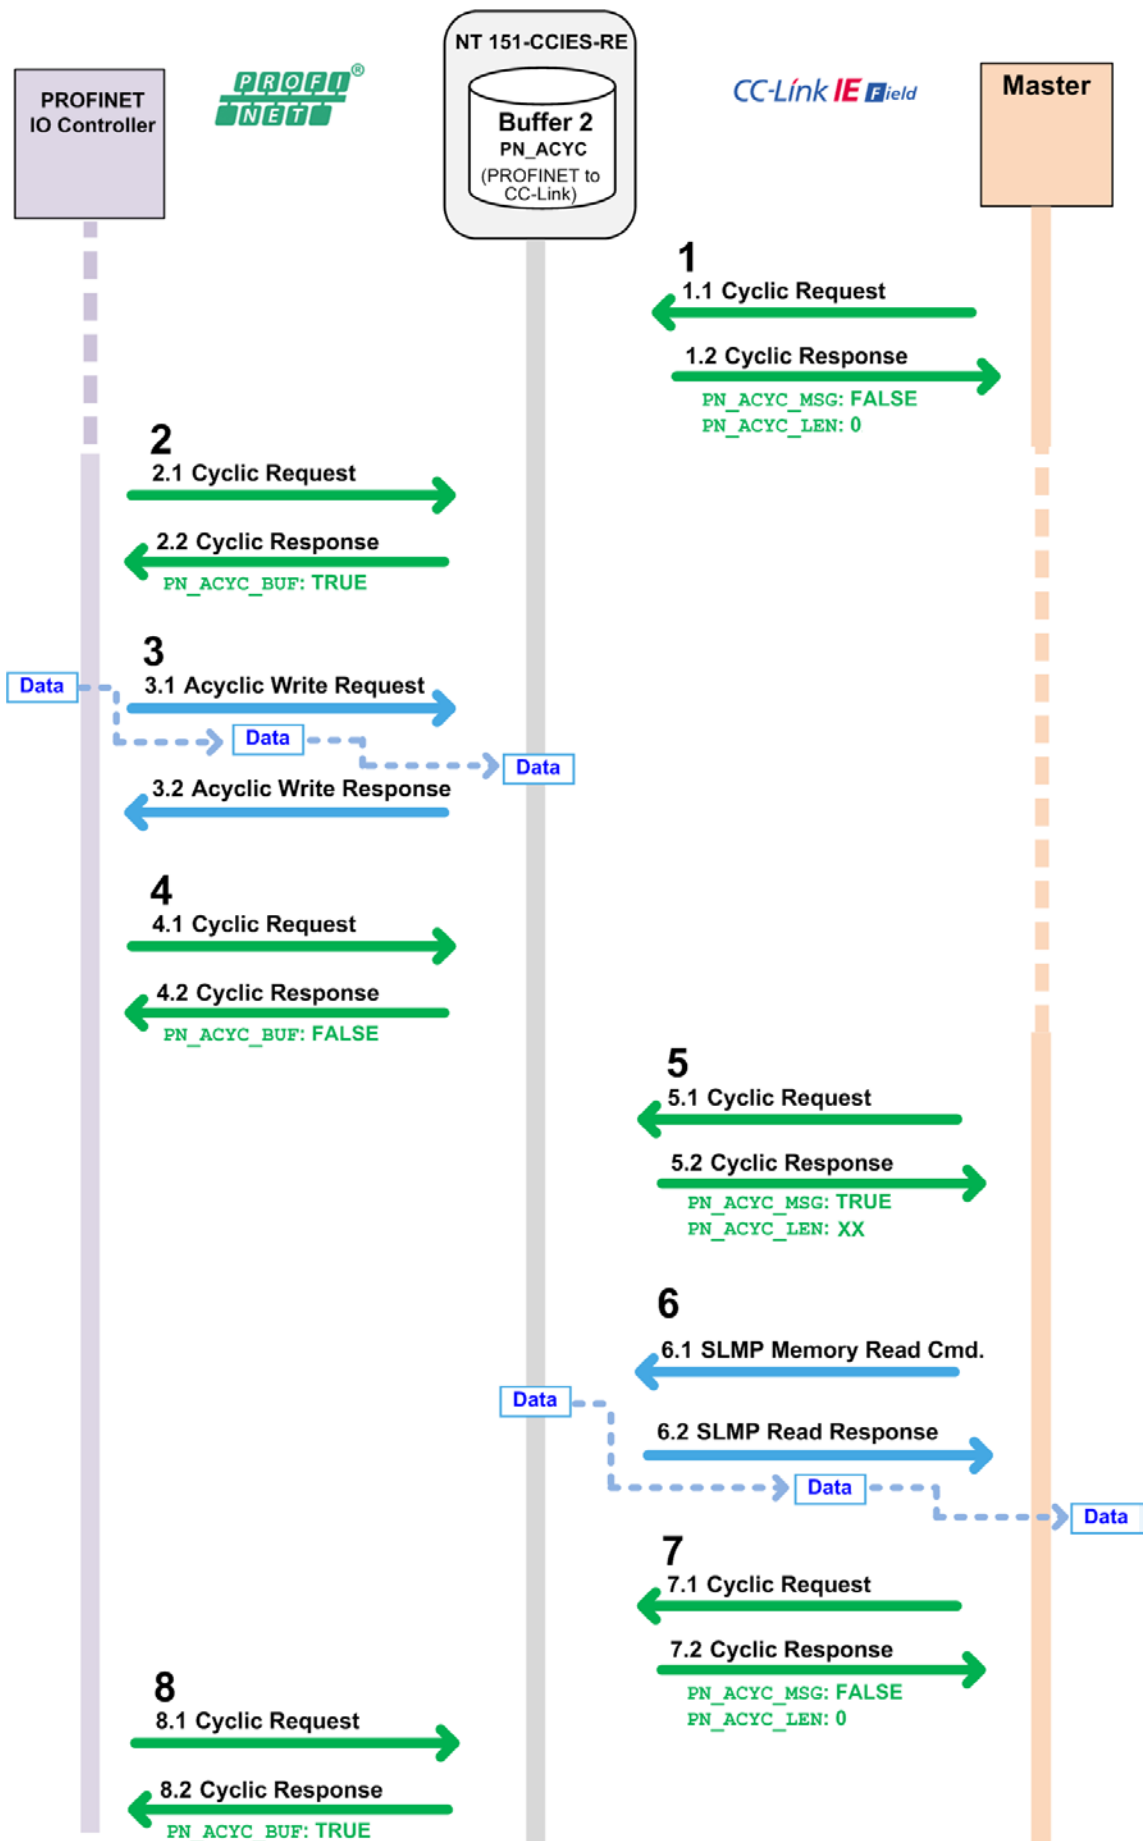 NT 151-CCIES-RE
PROFINET
IO Controller
PROFI®
NET
Buffer 2
PN_ACYC
(PROFINET to
CC-Link)
CC-Link IE Field
Master
1
1.1 Cyclic Request
1.2 Cyclic Response
PN_ACYC_MSG: FALSE
PN_ACYC_LEN: 0
2
2.1 Cyclic Request
2.2 Cyclic Response
PN_ACYC_BUF: TRUE
3
Data
3.1 Acyclic Write Request
Data
Data
3.2 Acyclic Write Response
4
4.1 Cyclic Request
4.2 Cyclic Response
PN_ACYC_BUF: FALSE
5
5.1 Cyclic Request
5.2 Cyclic Response
PN_ACYC_MSG: TRUE
PN_ACYC_LEN: XX
6
6.1 SLMP Memory Read Cmd.
Data
6.2 SLMP Read Response
Data
Data
7
7.1 Cyclic Request
7.2 Cyclic Response
PN_ACYC_MSG: FALSE
PN_ACYC_LEN: 0
8
8.1 Cyclic Request
8.2 Cyclic Response
PN_ACYC_BUF: TRUE